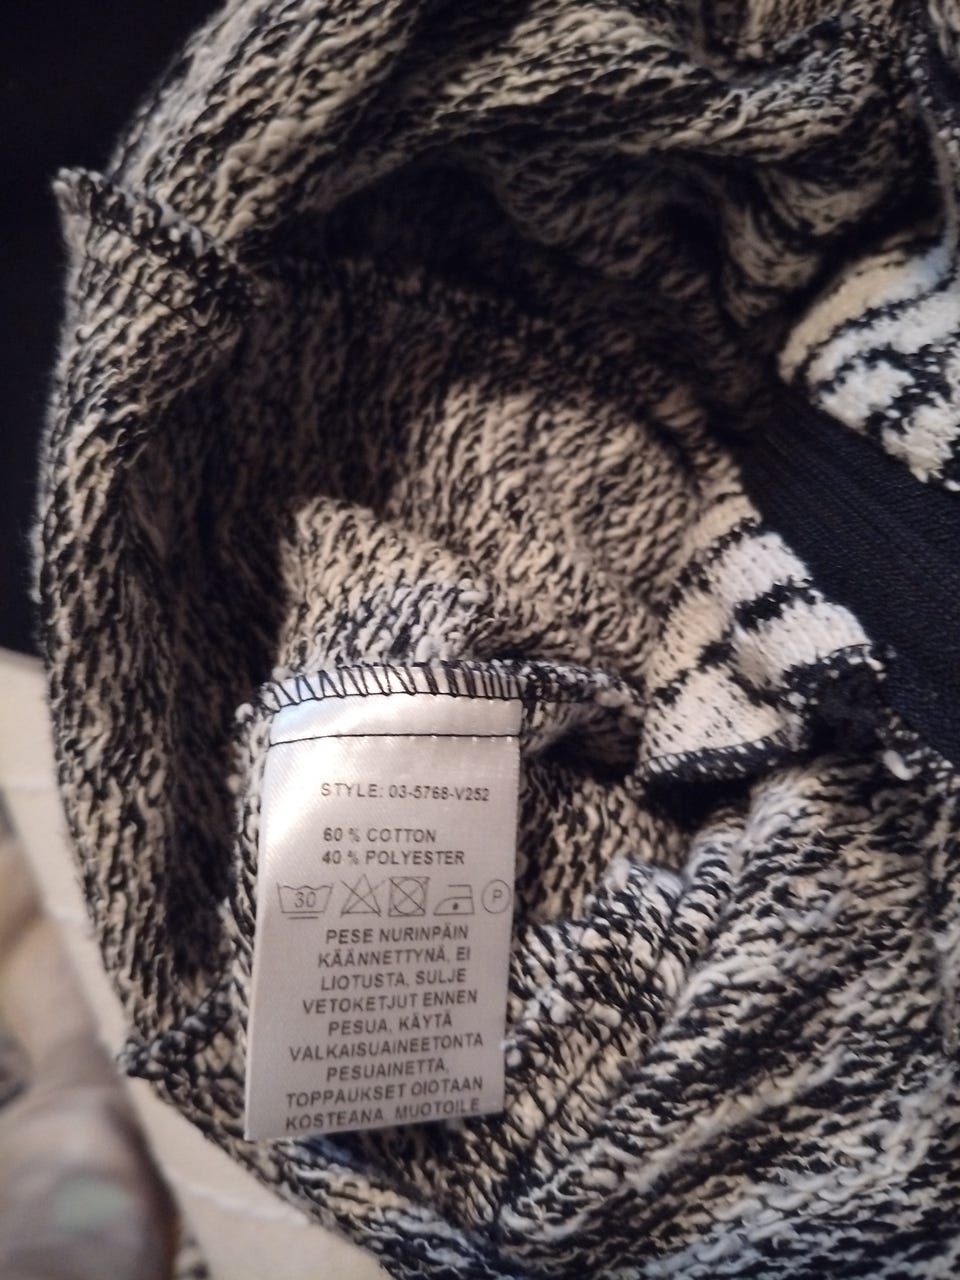 STYLE: 03-5768-V252
60 % COTTON
40 % POLYESTER
30 P
PESE NURINPÄIN
KÄÄNNETTYNÄ, EI
LIOTUSTA, SULJE
VETOKETJUT ENNEN
PESUA, KÄYTÄ
VALKAISUAINEETONTA
PESUAINETTA,
TOPPAUKSET OIOTAAN
KOSTEANA, MUOTOILE